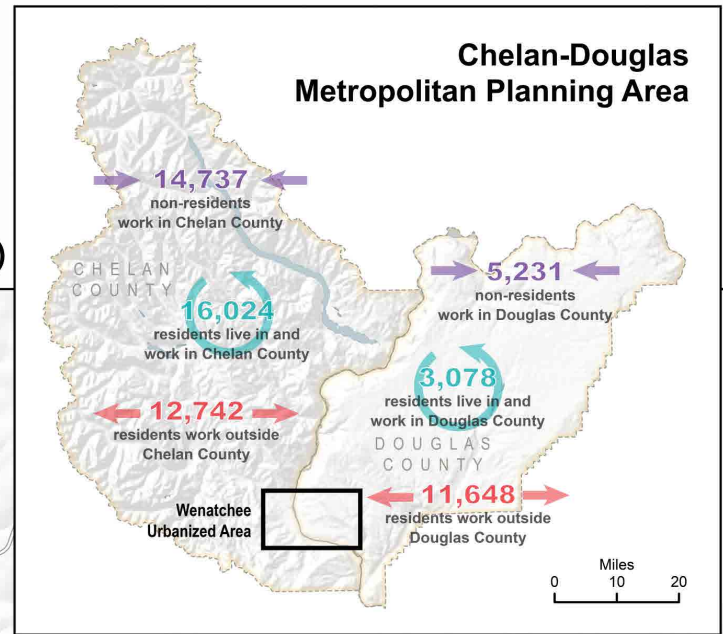 Chelan-Douglas
Metropolitan Planning Area
14,737
non-residents
work in Chelan County
)
CHELAN
COUNTY
5,231
non-residents
work in Douglas County
16,024
residents live in and
work in Chelan County
3,078
residents live in and
work in Douglas County
12,742
residents work outside
Chelan County
DOUGLAS
COUNTY
Wenatchee
Urbanized Area
11,648
residents work outside
Douglas County
Miles
0 10 20